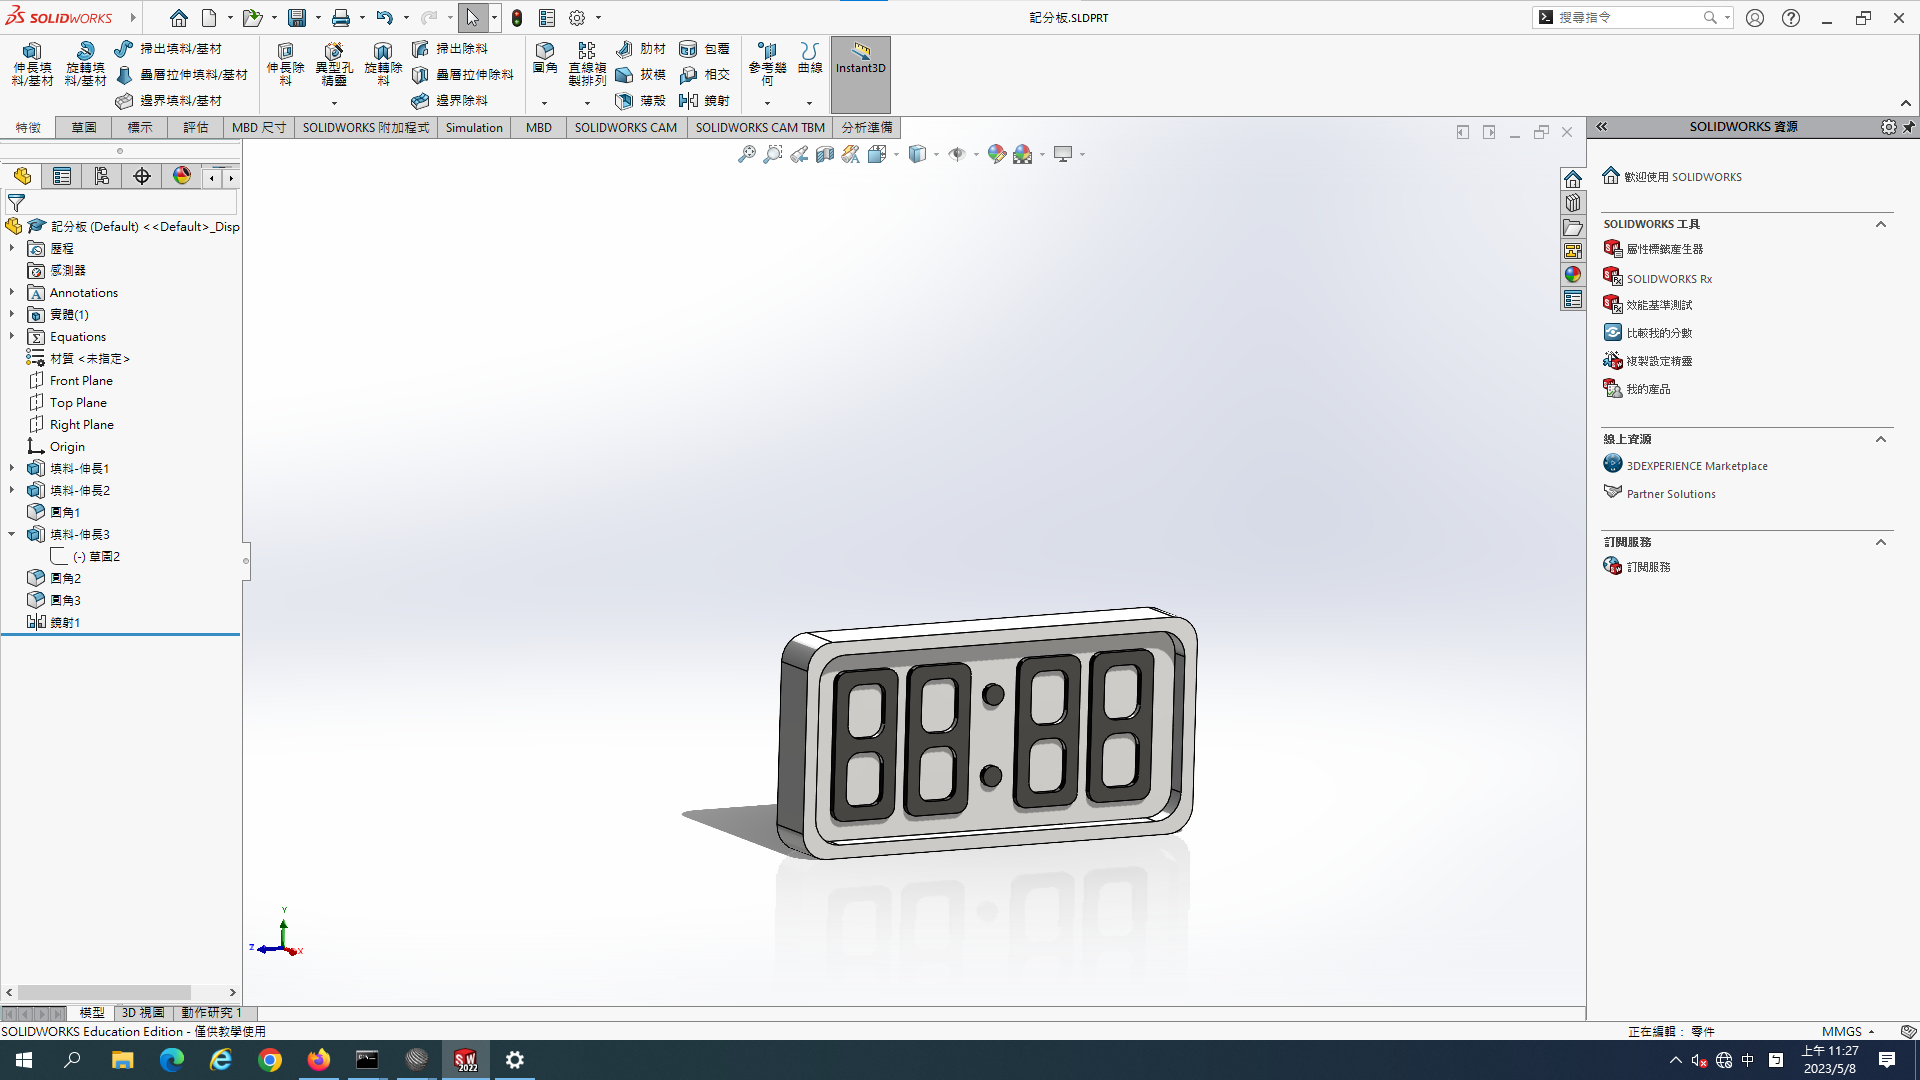 SOLIDWORKS
記分板.SLDPRT
搜尋指令
伸長填料/基材
旋轉填料/基材
掃出填料/基材
疊層拉伸填料/基材
邊界填料/基材
伸長除料
異型孔精靈
旋轉除料
掃出除料
疊層拉伸除料
邊界除料
圓角
直線複製排列
肋材
拔模
薄殼
包覆
相交
鏡射
參考幾何
曲線
Instant3D
特徵
草圖
標示
評估
MBD 尺寸
SOLIDWORKS 附加程式
Simulation
MBD
SOLIDWORKS CAM
SOLIDWORKS CAM TBM
分析準備
記分板 (Default) <<Default>_Disp
歷程
感測器
Annotations
實體(1)
Equations
材質 <未指定>
Front Plane
Top Plane
Right Plane
Origin
填料-伸長1
填料-伸長2
圓角1
填料-伸長3
(-) 草圖2
圓角2
圓角3
鏡射1
88:88
Y
Z
X
SOLIDWORKS 資源
歡迎使用 SOLIDWORKS
SOLIDWORKS 工具
屬性標籤產生器
SOLIDWORKS Rx
效能基準測試
比較我的分數
複製設定精靈
我的產品
線上資源
3DEXPERIENCE Marketplace
Partner Solutions
訂閱服務
訂閱服務
模型
3D 視圖
動作研究 1
SOLIDWORKS Education Edition - 僅供教學使用
正在編輯： 零件
MMGS
SW
2022
中
上午 11:27
2023/5/8